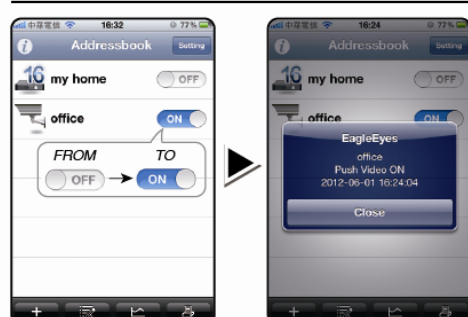 中華電信 16:32 77%
Addressbook Setting
16 my home OFF
office ON
FROM TO
OFF ON
中華電信 16:24 77%
Addressbook Setting
16 my home OFF
office ON
EagleEyes
office
Push Video ON
2012-06-01 16:24:04
Close